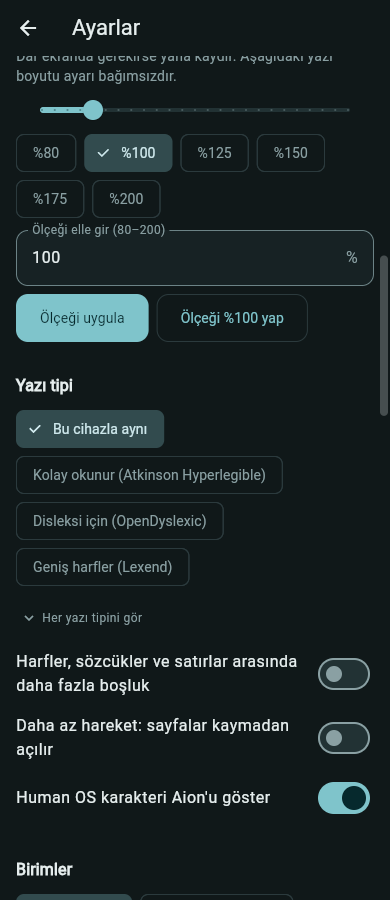 Ayarlar
Dar ekranda gerekirse yana kaydır. Aşağıdaki yazı
boyutu ayarı bağımsızdır.
%80
%100
%125
%150
%175
%200
Ölçeği elle gir (80–200)
100
%
Ölçeği uygula
Ölçeği %100 yap
Yazı tipi
Bu cihazla aynı
Kolay okunur (Atkinson Hyperlegible)
Disleksi için (OpenDyslexic)
Geniş harfler (Lexend)
Her yazı tipini gör
Harfler, sözcükler ve satırlar arasında
daha fazla boşluk
Daha az hareket: sayfalar kaymadan
açılır
Human OS karakteri Aion'u göster
Birimler